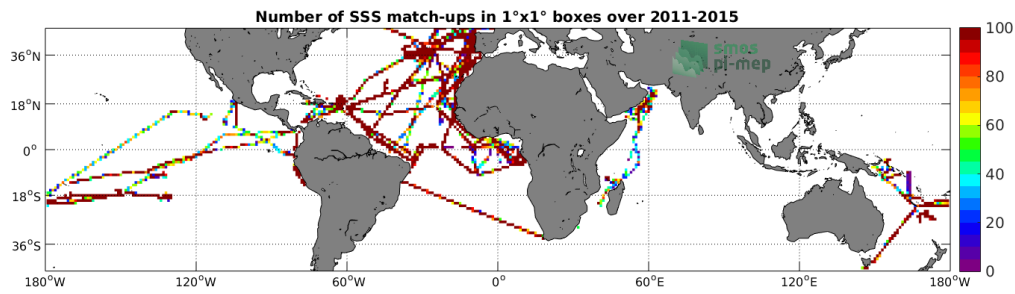 Number of SSS match-ups in 1°x1° boxes over 2011-2015
smos
pi-mep
36°N
18°N
0°
18°S
36°S
180°W
120°W
60°W
0°
60°E
120°E
180°W
100
80
60
40
20
0